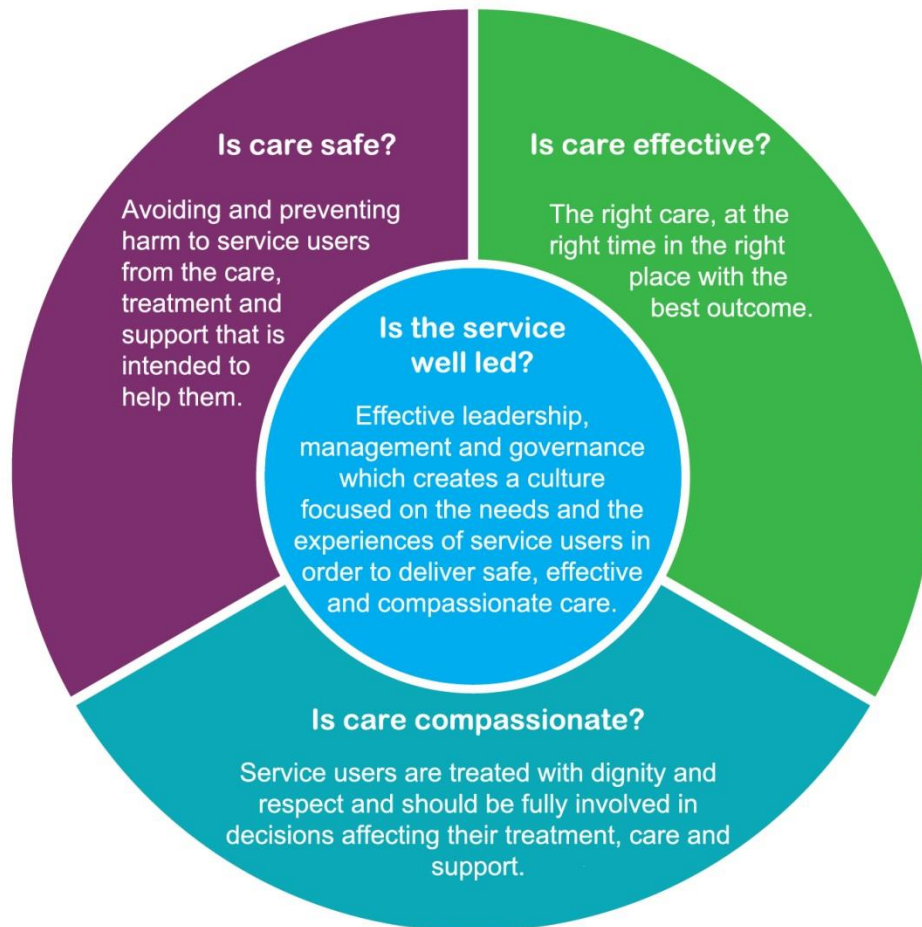 Is care safe?
Avoiding and preventing
harm to service users
from the care,
treatment and
support that is
intended to
help them.
Is care effective?
The right care, at the
right time in the right
place with the
best outcome.
Is the service
well led?
Effective leadership,
management and governance
which creates a culture
focused on the needs and the
experiences of service users in
order to deliver safe, effective
and compassionate care.
Is care compassionate?
Service users are treated with dignity and
respect and should be fully involved in
decisions affecting their treatment, care and
support.